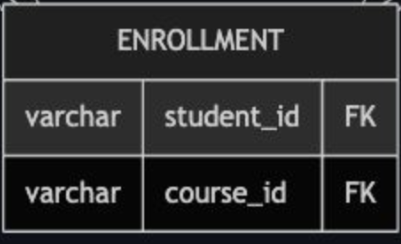 ENROLLMENT
varchar student_id FK
varchar course_id FK